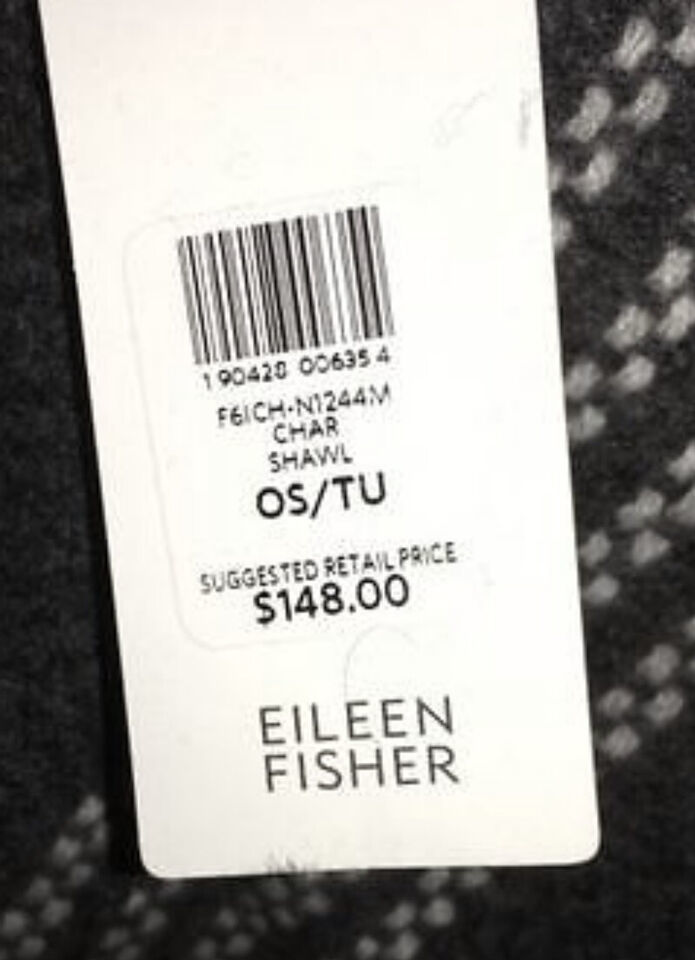 1 90428 00635 4
F6ICH-N1244M
CHAR
SHAWL
OS/TU
SUGGESTED RETAIL PRICE
$148.00
EILEEN
FISHER